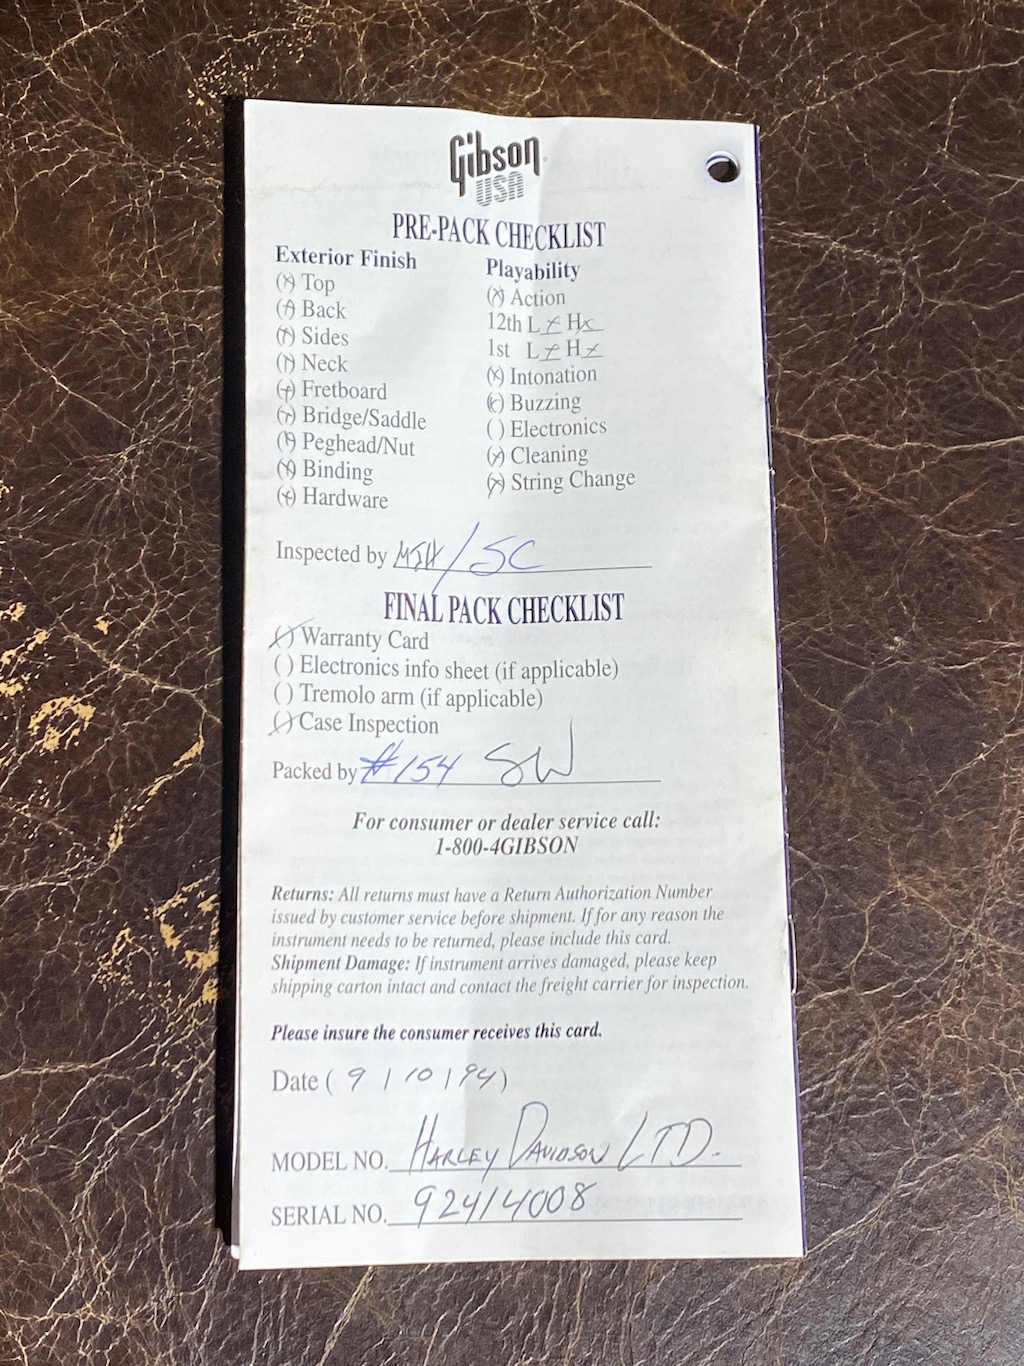 Gibson
USA
PRE-PACK CHECKLIST
Exterior Finish
(x) Top
(x) Back
(x) Sides
(x) Neck
(x) Fretboard
(x) Bridge/Saddle
(x) Peghead/Nut
(x) Binding
(x) Hardware
Playability
(x) Action
12th L x H x
1st L x H x
(x) Intonation
(x) Buzzing
( ) Electronics
(x) Cleaning
(x) String Change
Inspected by MJH/SC
FINAL PACK CHECKLIST
(x) Warranty Card
( ) Electronics info sheet (if applicable)
( ) Tremolo arm (if applicable)
(x) Case Inspection
Packed by #154 SW
For consumer or dealer service call:
1-800-4GIBSON
Returns: All returns must have a Return Authorization Number
issued by customer service before shipment. If for any reason the
instrument needs to be returned, please include this card.
Shipment Damage: If instrument arrives damaged, please keep
shipping carton intact and contact the freight carrier for inspection.
Please insure the consumer receives this card.
Date ( 9 / 10 / 94 )
MODEL NO. HARLEY DAVIDSON LTD.
SERIAL NO. 92414008